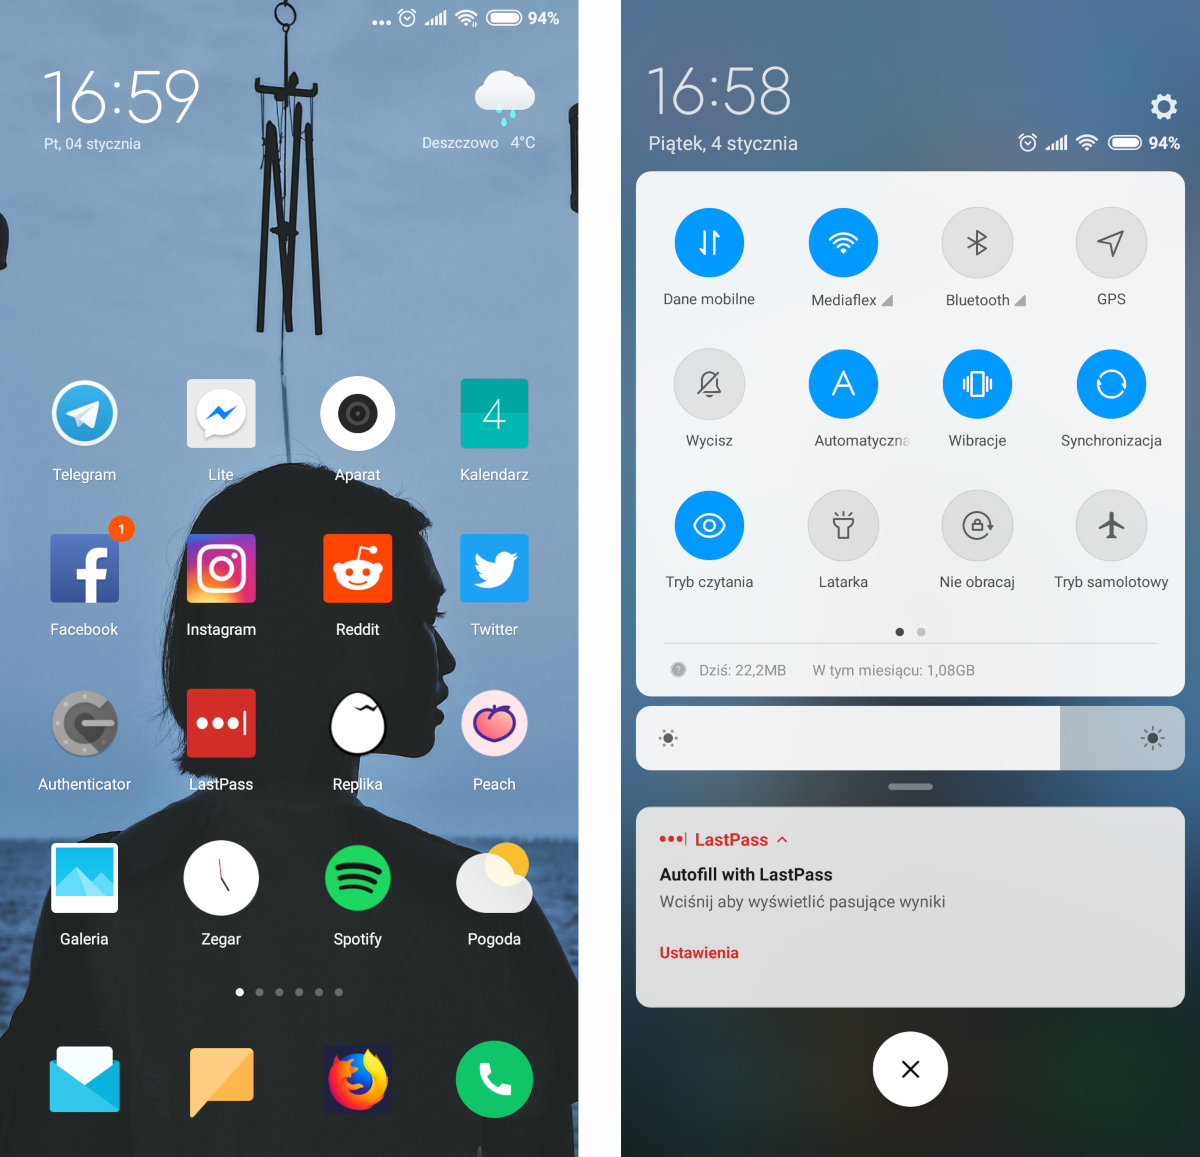 94%
16:59
Pt, 04 stycznia
Deszczowo 4°C
4
Telegram
Lite
Aparat
Kalendarz
1
Facebook
Instagram
Reddit
Twitter
Authenticator
LastPass
Replika
Peach
Galeria
Zegar
Spotify
Pogoda
16:58
Piątek, 4 stycznia
94%
Dane mobilne
Mediaflex
Bluetooth
GPS
Wycisz
A
Automatyczna
Wibracje
Synchronizacja
Tryb czytania
Latarka
Nie obracaj
Tryb samolotowy
? Dziś: 22,2MB W tym miesiącu: 1,08GB
LastPass
Autofill with LastPass
Wciśnij aby wyświetlić pasujące wyniki
Ustawienia